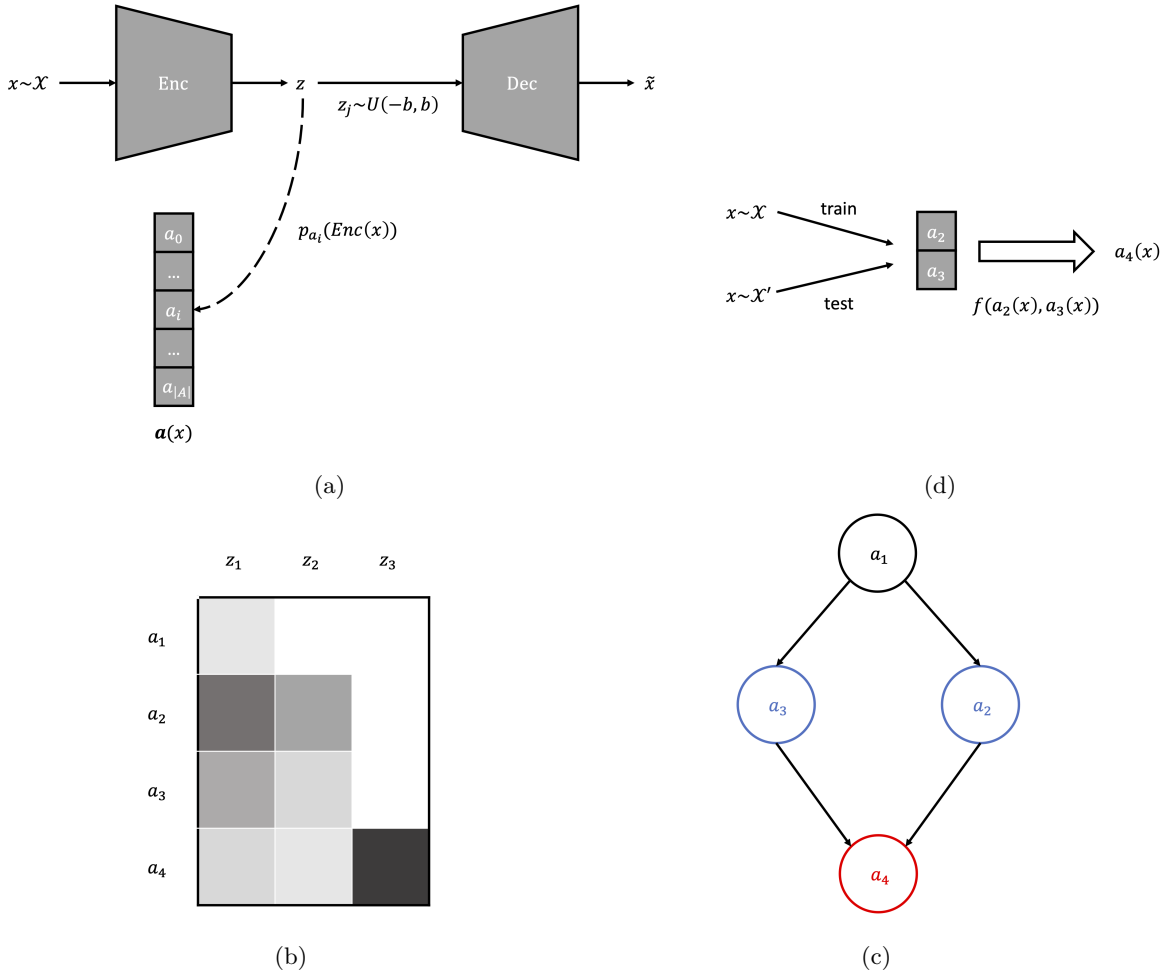 x~𝒳
Enc
z
z_j~U(−b, b)
Dec
x̃
p_{a_i}(Enc(x))
a_0
...
a_i
...
a_{|A|}
𝒂(x)
(a)
x~𝒳
train
x~𝒳′
test
a_2
a_3
f(a_2(x), a_3(x))
a_4(x)
(d)
z_1 z_2 z_3
a_1
a_2
a_3
a_4
(b)
a_1
a_3 a_2
a_4
(c)